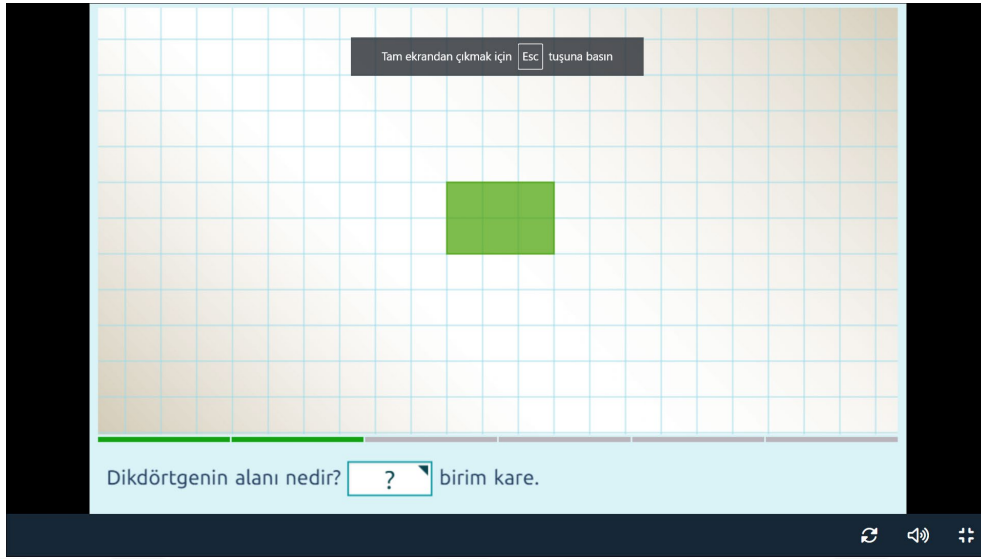 Tam ekrandan çıkmak için Esc tuşuna basın
Dikdörtgenin alanı nedir? ? birim kare.